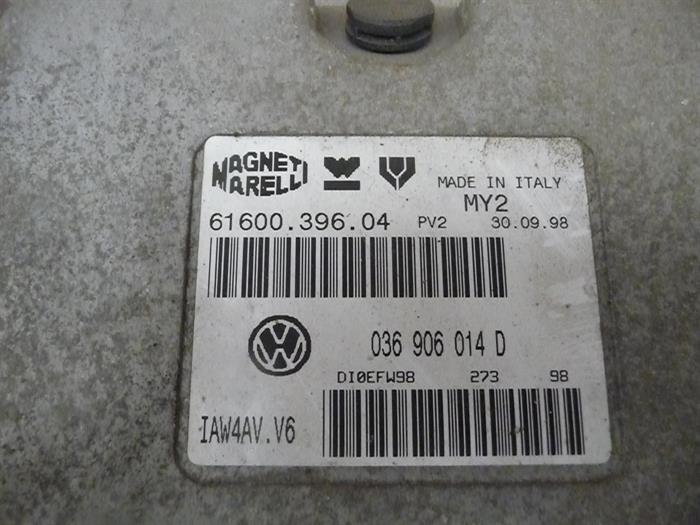 MAGNETI
MARELLI
MADE IN ITALY
MY2
61600.396.04 PV2 30.09.98
036 906 014 D
DI0EFW98 273 98
IAW4AV.V6